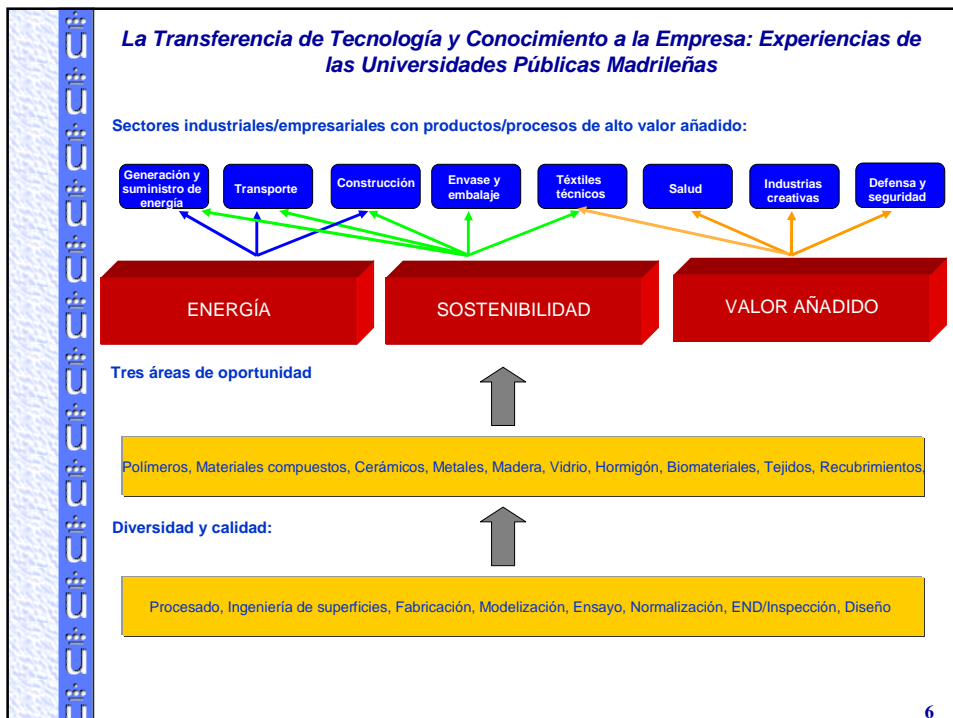 La Transferencia de Tecnología y Conocimiento a la Empresa: Experiencias de
las Universidades Públicas Madrileñas
Sectores industriales/empresariales con productos/procesos de alto valor añadido:
Generación y
suministro de
energía
Transporte
Construcción
Envase y
embalaje
Téxtiles
técnicos
Salud
Industrias
creativas
Defensa y
seguridad
ENERGÍA
SOSTENIBILIDAD
VALOR AÑADIDO
Tres áreas de oportunidad
Polímeros, Materiales compuestos, Cerámicos, Metales, Madera, Vidrio, Hormigón, Biomateriales, Tejidos, Recubrimientos,
Diversidad y calidad:
Procesado, Ingeniería de superficies, Fabricación, Modelización, Ensayo, Normalización, END/Inspección, Diseño
6